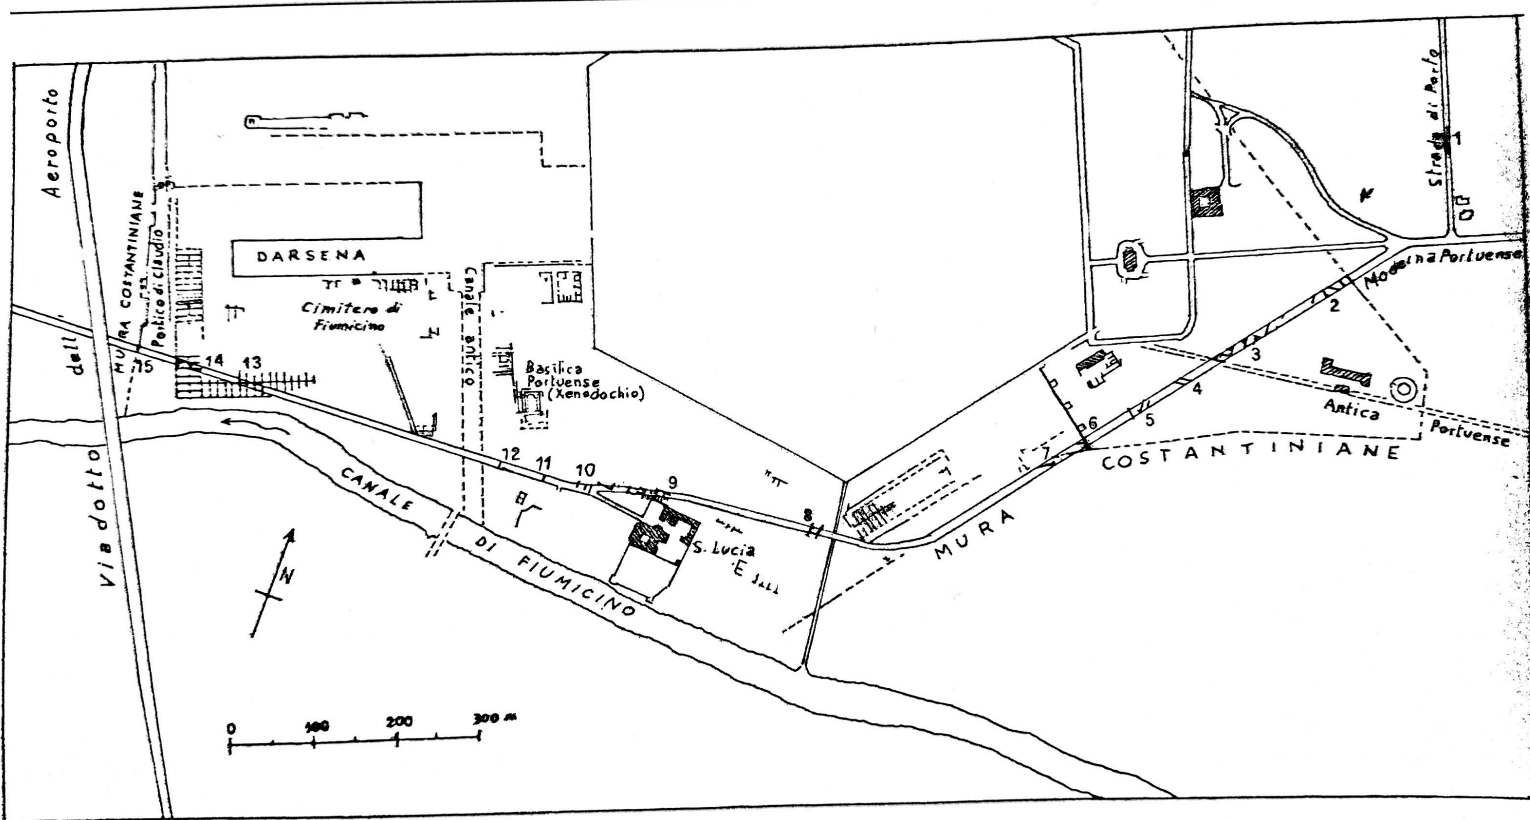 Aeroporto
dell
Viadotto
MURA COSTANTINIANE
Portico di Claudio
DARSENA
Cimitero di
Fiumicino
Canale antico
Basilica
Portuense
(Xenodochio)
Strada di Porto
1
Moderna Portuense
2
3
4
5
6
7
8
9
10
11
12
13
14
15
Antica
Portuense
MURA COSTANTINIANE
S. Lucia
E
CANALE DI FIUMICINO
N
0 100 200 300 m